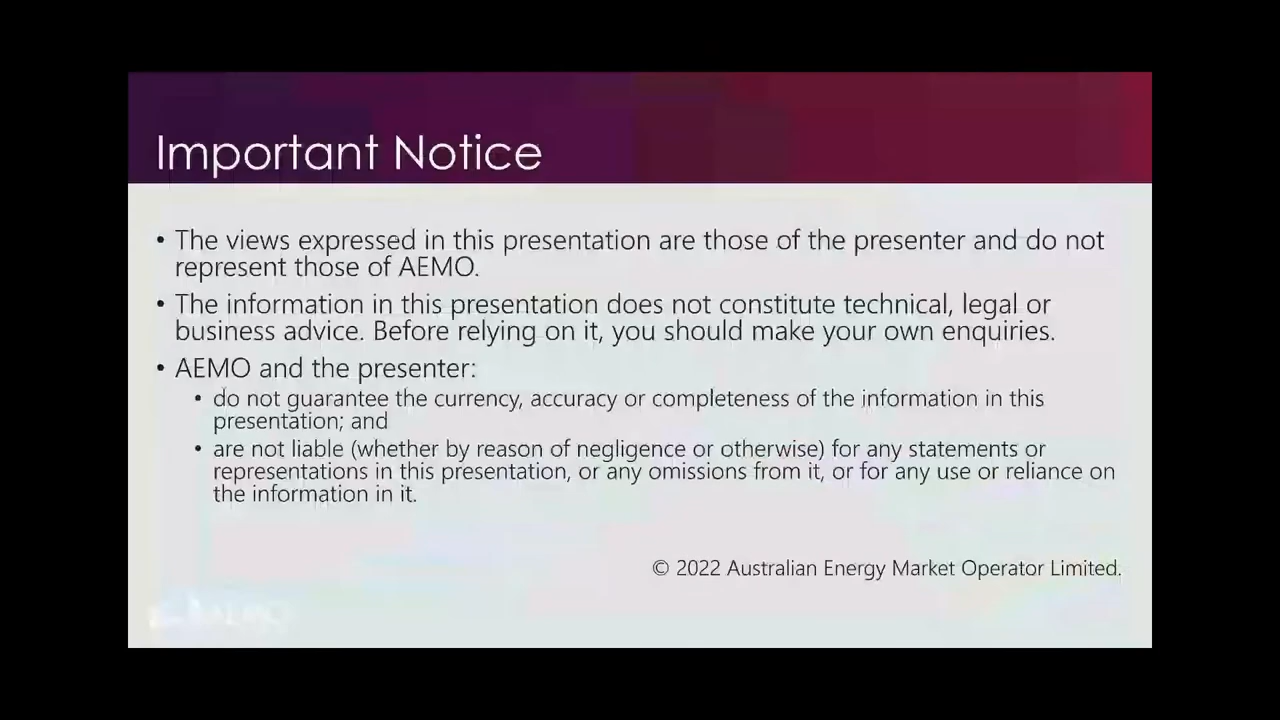 Important Notice
• The views expressed in this presentation are those of the presenter and do not
represent those of AEMO.
• The information in this presentation does not constitute technical, legal or
business advice. Before relying on it, you should make your own enquiries.
• AEMO and the presenter:
• do not guarantee the currency, accuracy or completeness of the information in this
presentation; and
• are not liable (whether by reason of negligence or otherwise) for any statements or
representations in this presentation, or any omissions from it, or for any use or reliance on
the information in it.
© 2022 Australian Energy Market Operator Limited.